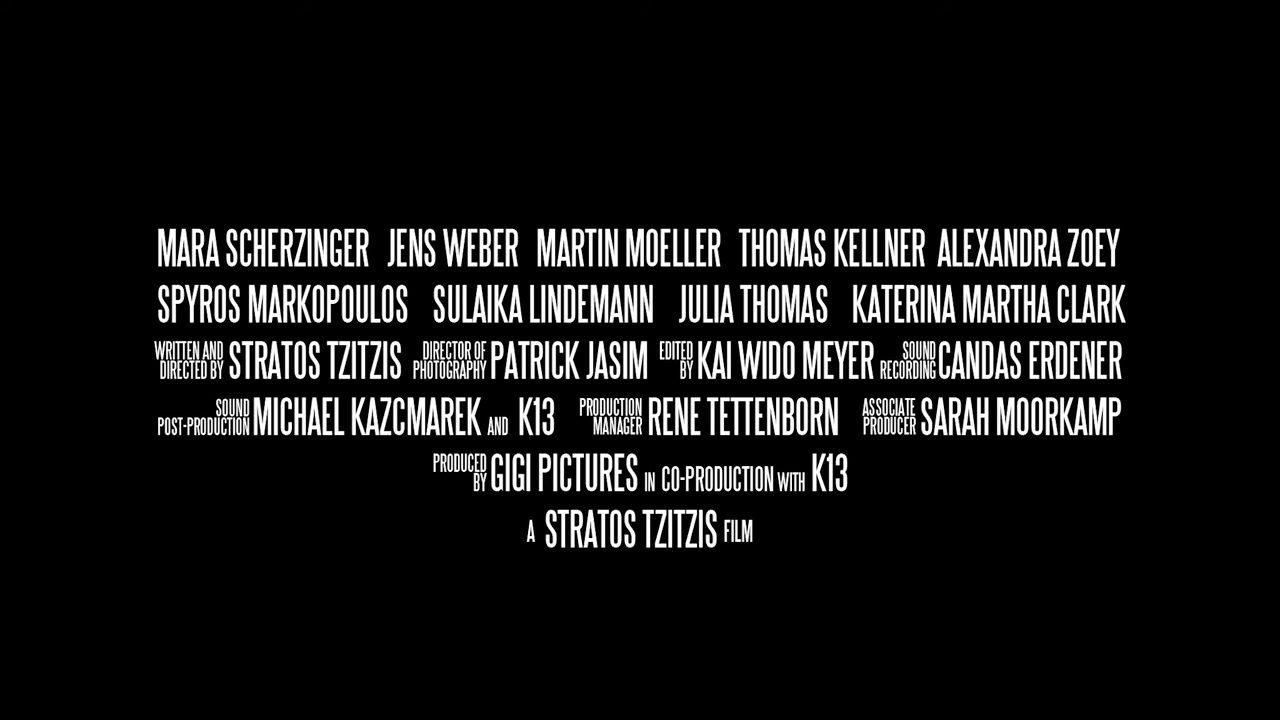 MARA SCHERZINGER JENS WEBER MARTIN MOELLER THOMAS KELLNER ALEXANDRA ZOEY
SPYROS MARKOPOULOS SULAIKA LINDEMANN JULIA THOMAS KATERINA MARTHA CLARK
WRITTEN AND DIRECTED BY STRATOS TZITZIS DIRECTOR OF PHOTOGRAPHY PATRICK JASIM EDITED BY KAI WIDO MEYER SOUND RECORDING CANDAS ERDENER
SOUND POST-PRODUCTION MICHAEL KAZCMAREK AND K13 PRODUCTION MANAGER RENE TETTENBORN ASSOCIATE PRODUCER SARAH MOORKAMP
PRODUCED BY GIGI PICTURES IN CO-PRODUCTION WITH K13
A STRATOS TZITZIS FILM